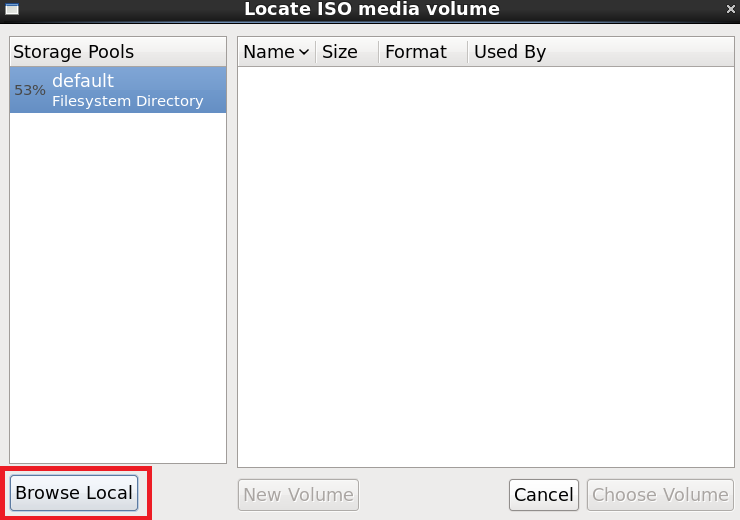 Locate ISO media volume
Storage Pools
53% default
Filesystem Directory
Name Size Format Used By
Browse Local
New Volume
Cancel
Choose Volume